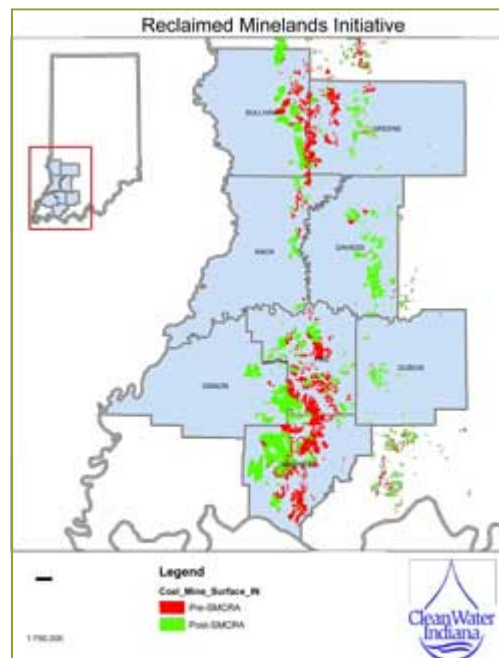 Reclaimed Minelands Initiative
SULLIVAN
GREENE
KNOX
DAVIESS
GIBSON
DUBOIS
Legend
Coal_Mine_Surface_IN
Pre-SMCRA
Post-SMCRA
Clean Water
Indiana